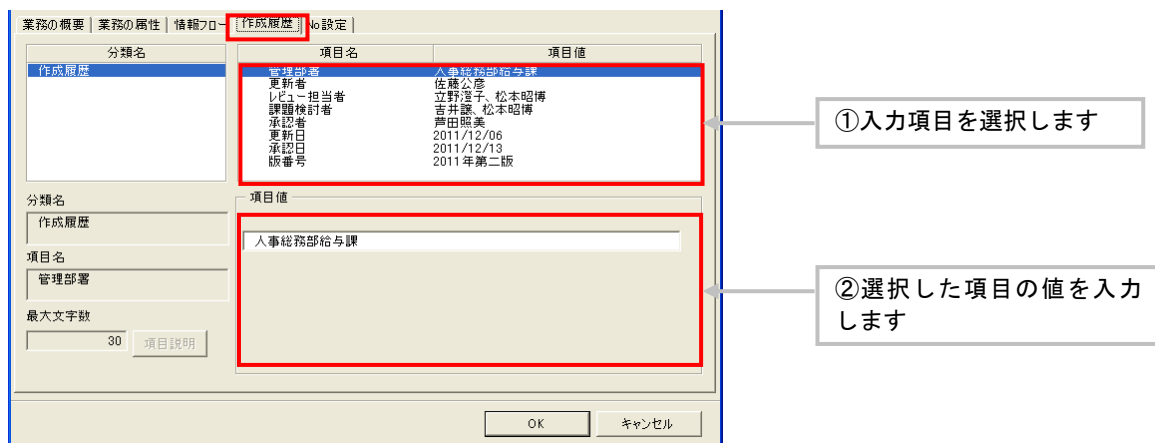 業務の概要 業務の属性 情報フロー 作成履歴 No設定
分類名
作成履歴
項目名 項目値
管理部署 人事総務部給与課
更新者 佐藤公彦
レビュー担当者 立野澄子、松本昭博
課題検討者 吉井譲、松本昭博
承認者 芦田照美
更新日 2011/12/06
承認日 2011/12/13
版番号 2011年第二版
①入力項目を選択します
分類名
作成履歴
項目名
管理部署
最大文字数
30 項目説明
項目値
人事総務部給与課
②選択した項目の値を入力
します
OK キャンセル